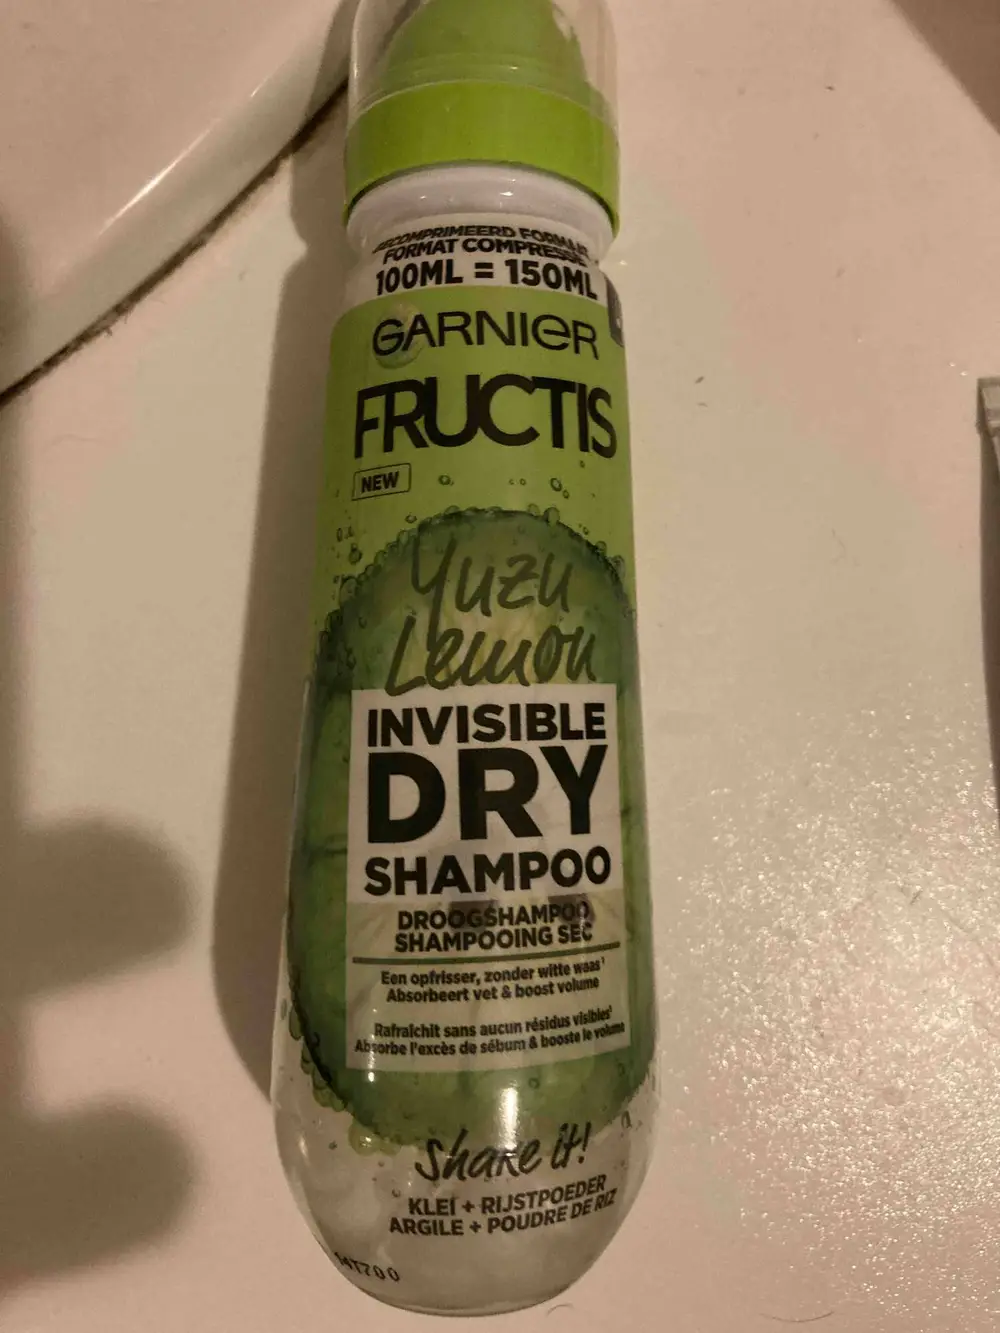 GECOMPRIMEERD FORMAAT
FORMAT COMPRESSÉ
100ML = 150ML
GARNIER
FRUCTIS
NEW
Yuzu
Lemon
INVISIBLE
DRY
SHAMPOO
DROOGSHAMPOO
SHAMPOOING SEC
Een opfrisser, zonder witte waas¹
Absorbeert vet & boost volume
Rafraîchit sans aucun résidus visibles¹
Absorbe l'excès de sébum & booste le volume
Shake it!
KLEI + RIJSTPOEDER
ARGILE + POUDRE DE RIZ